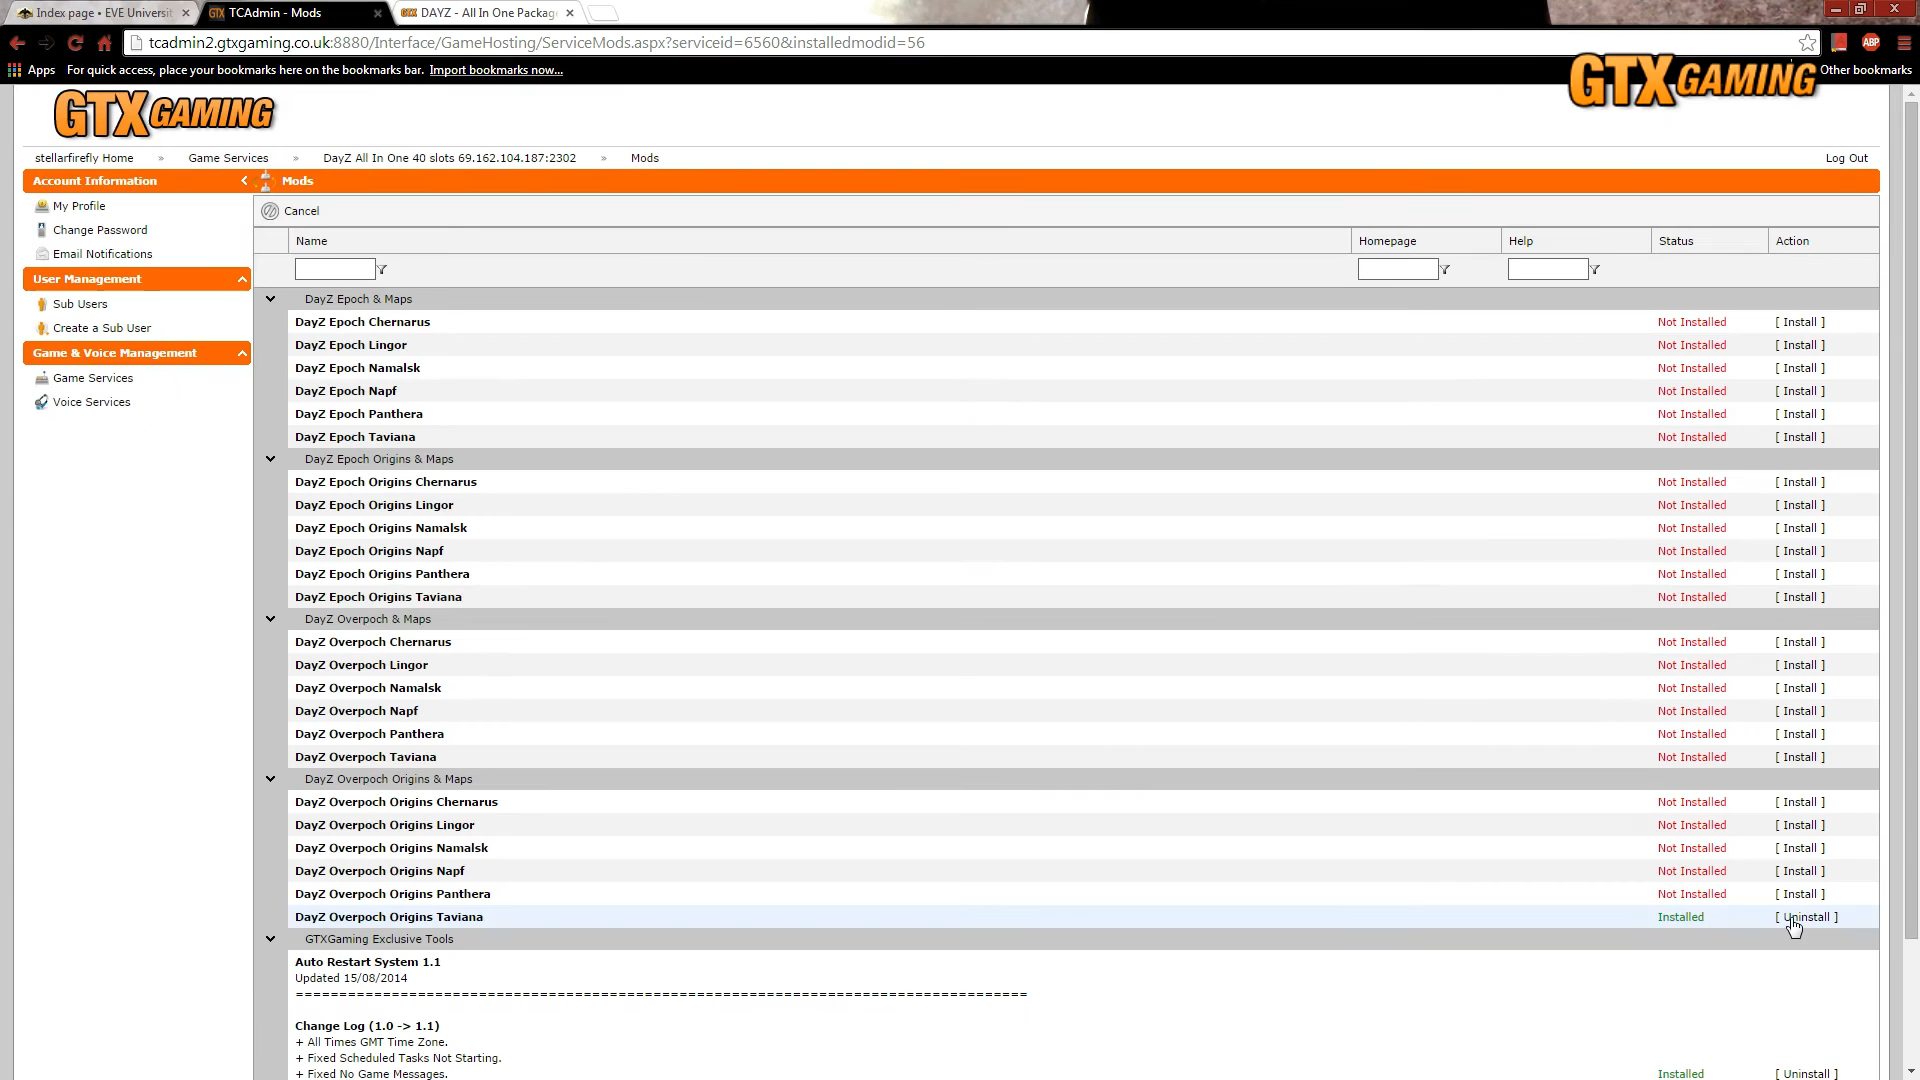 Index page • EVE Universit
TCAdmin - Mods
DAYZ - All In One Package
tcadmin2.gtxgaming.co.uk:8880/Interface/GameHosting/ServiceMods.aspx?serviceid=6560&installedmodid=56
ABP
Apps For quick access, place your bookmarks here on the bookmarks bar. Import bookmarks now...
Other bookmarks
GTX GAMING
GTX GAMING
stellarfirefly Home » Game Services » DayZ All In One 40 slots 69.162.104.187:2302 » Mods
Log Out
Account Information
My Profile
Change Password
Email Notifications
User Management
Sub Users
Create a Sub User
Game & Voice Management
Game Services
Voice Services
Mods
Cancel
Name Homepage Help Status Action
DayZ Epoch & Maps
DayZ Epoch Chernarus Not Installed [ Install ]
DayZ Epoch Lingor Not Installed [ Install ]
DayZ Epoch Namalsk Not Installed [ Install ]
DayZ Epoch Napf Not Installed [ Install ]
DayZ Epoch Panthera Not Installed [ Install ]
DayZ Epoch Taviana Not Installed [ Install ]
DayZ Epoch Origins & Maps
DayZ Epoch Origins Chernarus Not Installed [ Install ]
DayZ Epoch Origins Lingor Not Installed [ Install ]
DayZ Epoch Origins Namalsk Not Installed [ Install ]
DayZ Epoch Origins Napf Not Installed [ Install ]
DayZ Epoch Origins Panthera Not Installed [ Install ]
DayZ Epoch Origins Taviana Not Installed [ Install ]
DayZ Overpoch & Maps
DayZ Overpoch Chernarus Not Installed [ Install ]
DayZ Overpoch Lingor Not Installed [ Install ]
DayZ Overpoch Namalsk Not Installed [ Install ]
DayZ Overpoch Napf Not Installed [ Install ]
DayZ Overpoch Panthera Not Installed [ Install ]
DayZ Overpoch Taviana Not Installed [ Install ]
DayZ Overpoch Origins & Maps
DayZ Overpoch Origins Chernarus Not Installed [ Install ]
DayZ Overpoch Origins Lingor Not Installed [ Install ]
DayZ Overpoch Origins Namalsk Not Installed [ Install ]
DayZ Overpoch Origins Napf Not Installed [ Install ]
DayZ Overpoch Origins Panthera Not Installed [ Install ]
DayZ Overpoch Origins Taviana Installed [ Uninstall ]
GTXGaming Exclusive Tools
Auto Restart System 1.1
Updated 15/08/2014
====================================================================================
Change Log (1.0 -> 1.1)
+ All Times GMT Time Zone.
+ Fixed Scheduled Tasks Not Starting.
+ Fixed No Game Messages. Installed [ Uninstall ]